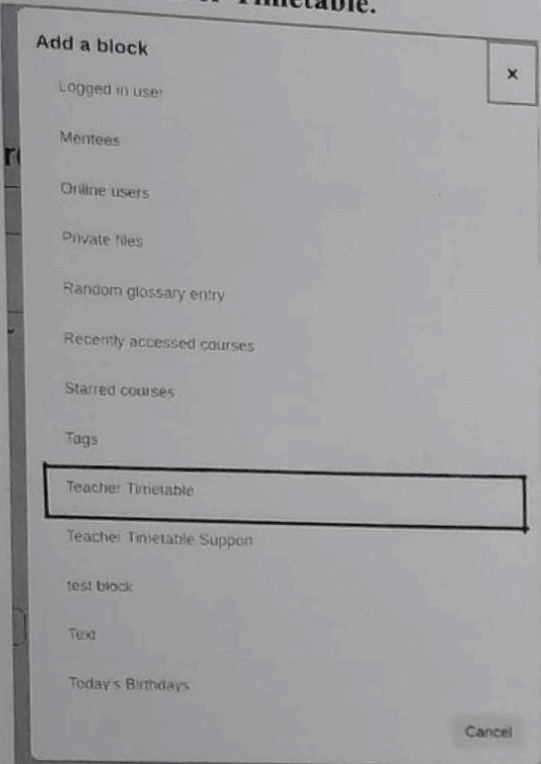 Timetable.
Add a block
x
Logged in user
Mentees
Online users
Private files
Random glossary entry
Recently accessed courses
Starred courses
Tags
Teacher Timetable
Teacher Timetable Support
test block
Text
Today's Birthdays
Cancel